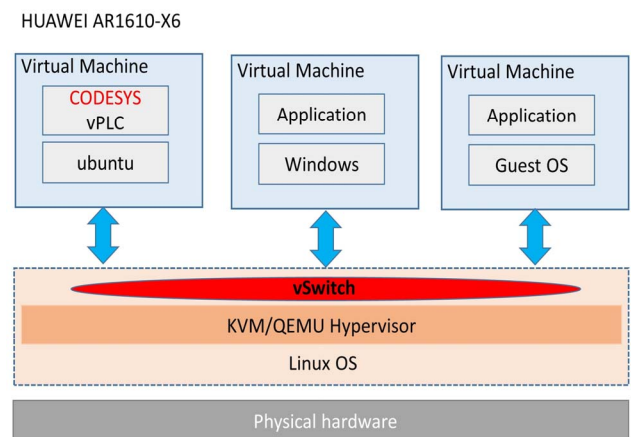 HUAWEI AR1610-X6
Virtual Machine
CODESYS
vPLC
ubuntu
Virtual Machine
Application
Windows
Virtual Machine
Application
Guest OS
vSwitch
KVM/QEMU Hypervisor
Linux OS
Physical hardware